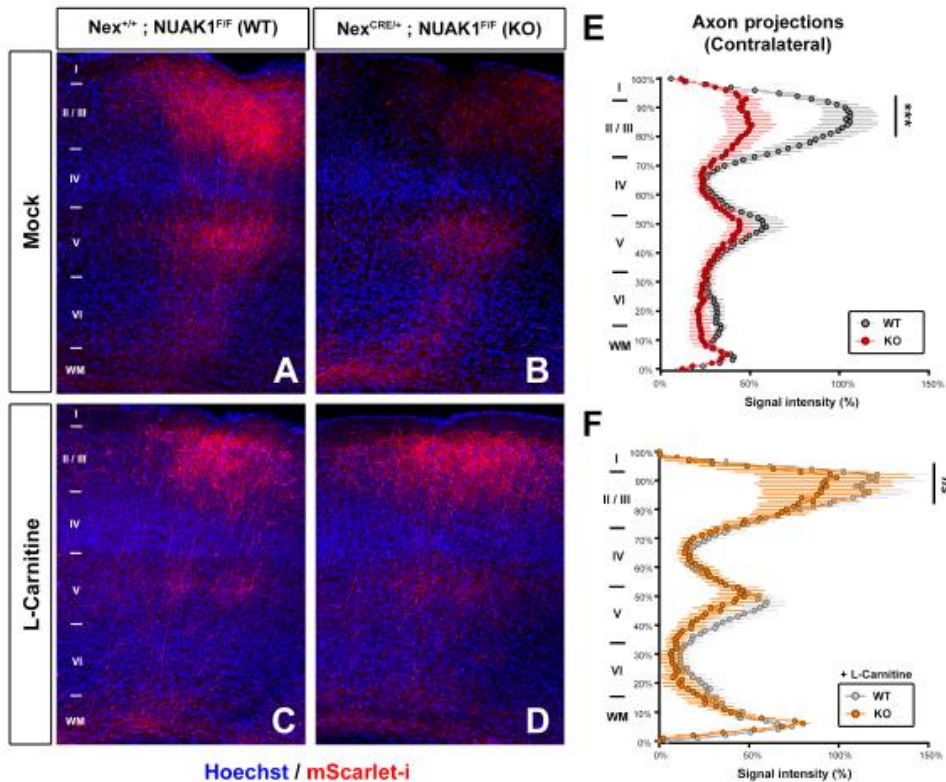 Nex+/+ ; NUAK1F/F (WT)
NexCRE/+ ; NUAK1F/F (KO)
Mock
I
II / III
IV
V
VI
WM
A
B
L-Carnitine
I
II / III
IV
V
VI
WM
C
D
Hoechst / mScarlet-i
E
Axon projections
(Contralateral)
100%
90%
80%
70%
60%
50%
40%
30%
20%
10%
0%
I
II / III
IV
V
VI
WM
***
WT
KO
0%
50%
100%
150%
Signal intensity (%)
F
100%
90%
80%
70%
60%
50%
40%
30%
20%
10%
0%
I
II / III
IV
V
VI
WM
ns
+ L-Carnitine
WT
KO
0%
50%
100%
150%
Signal intensity (%)